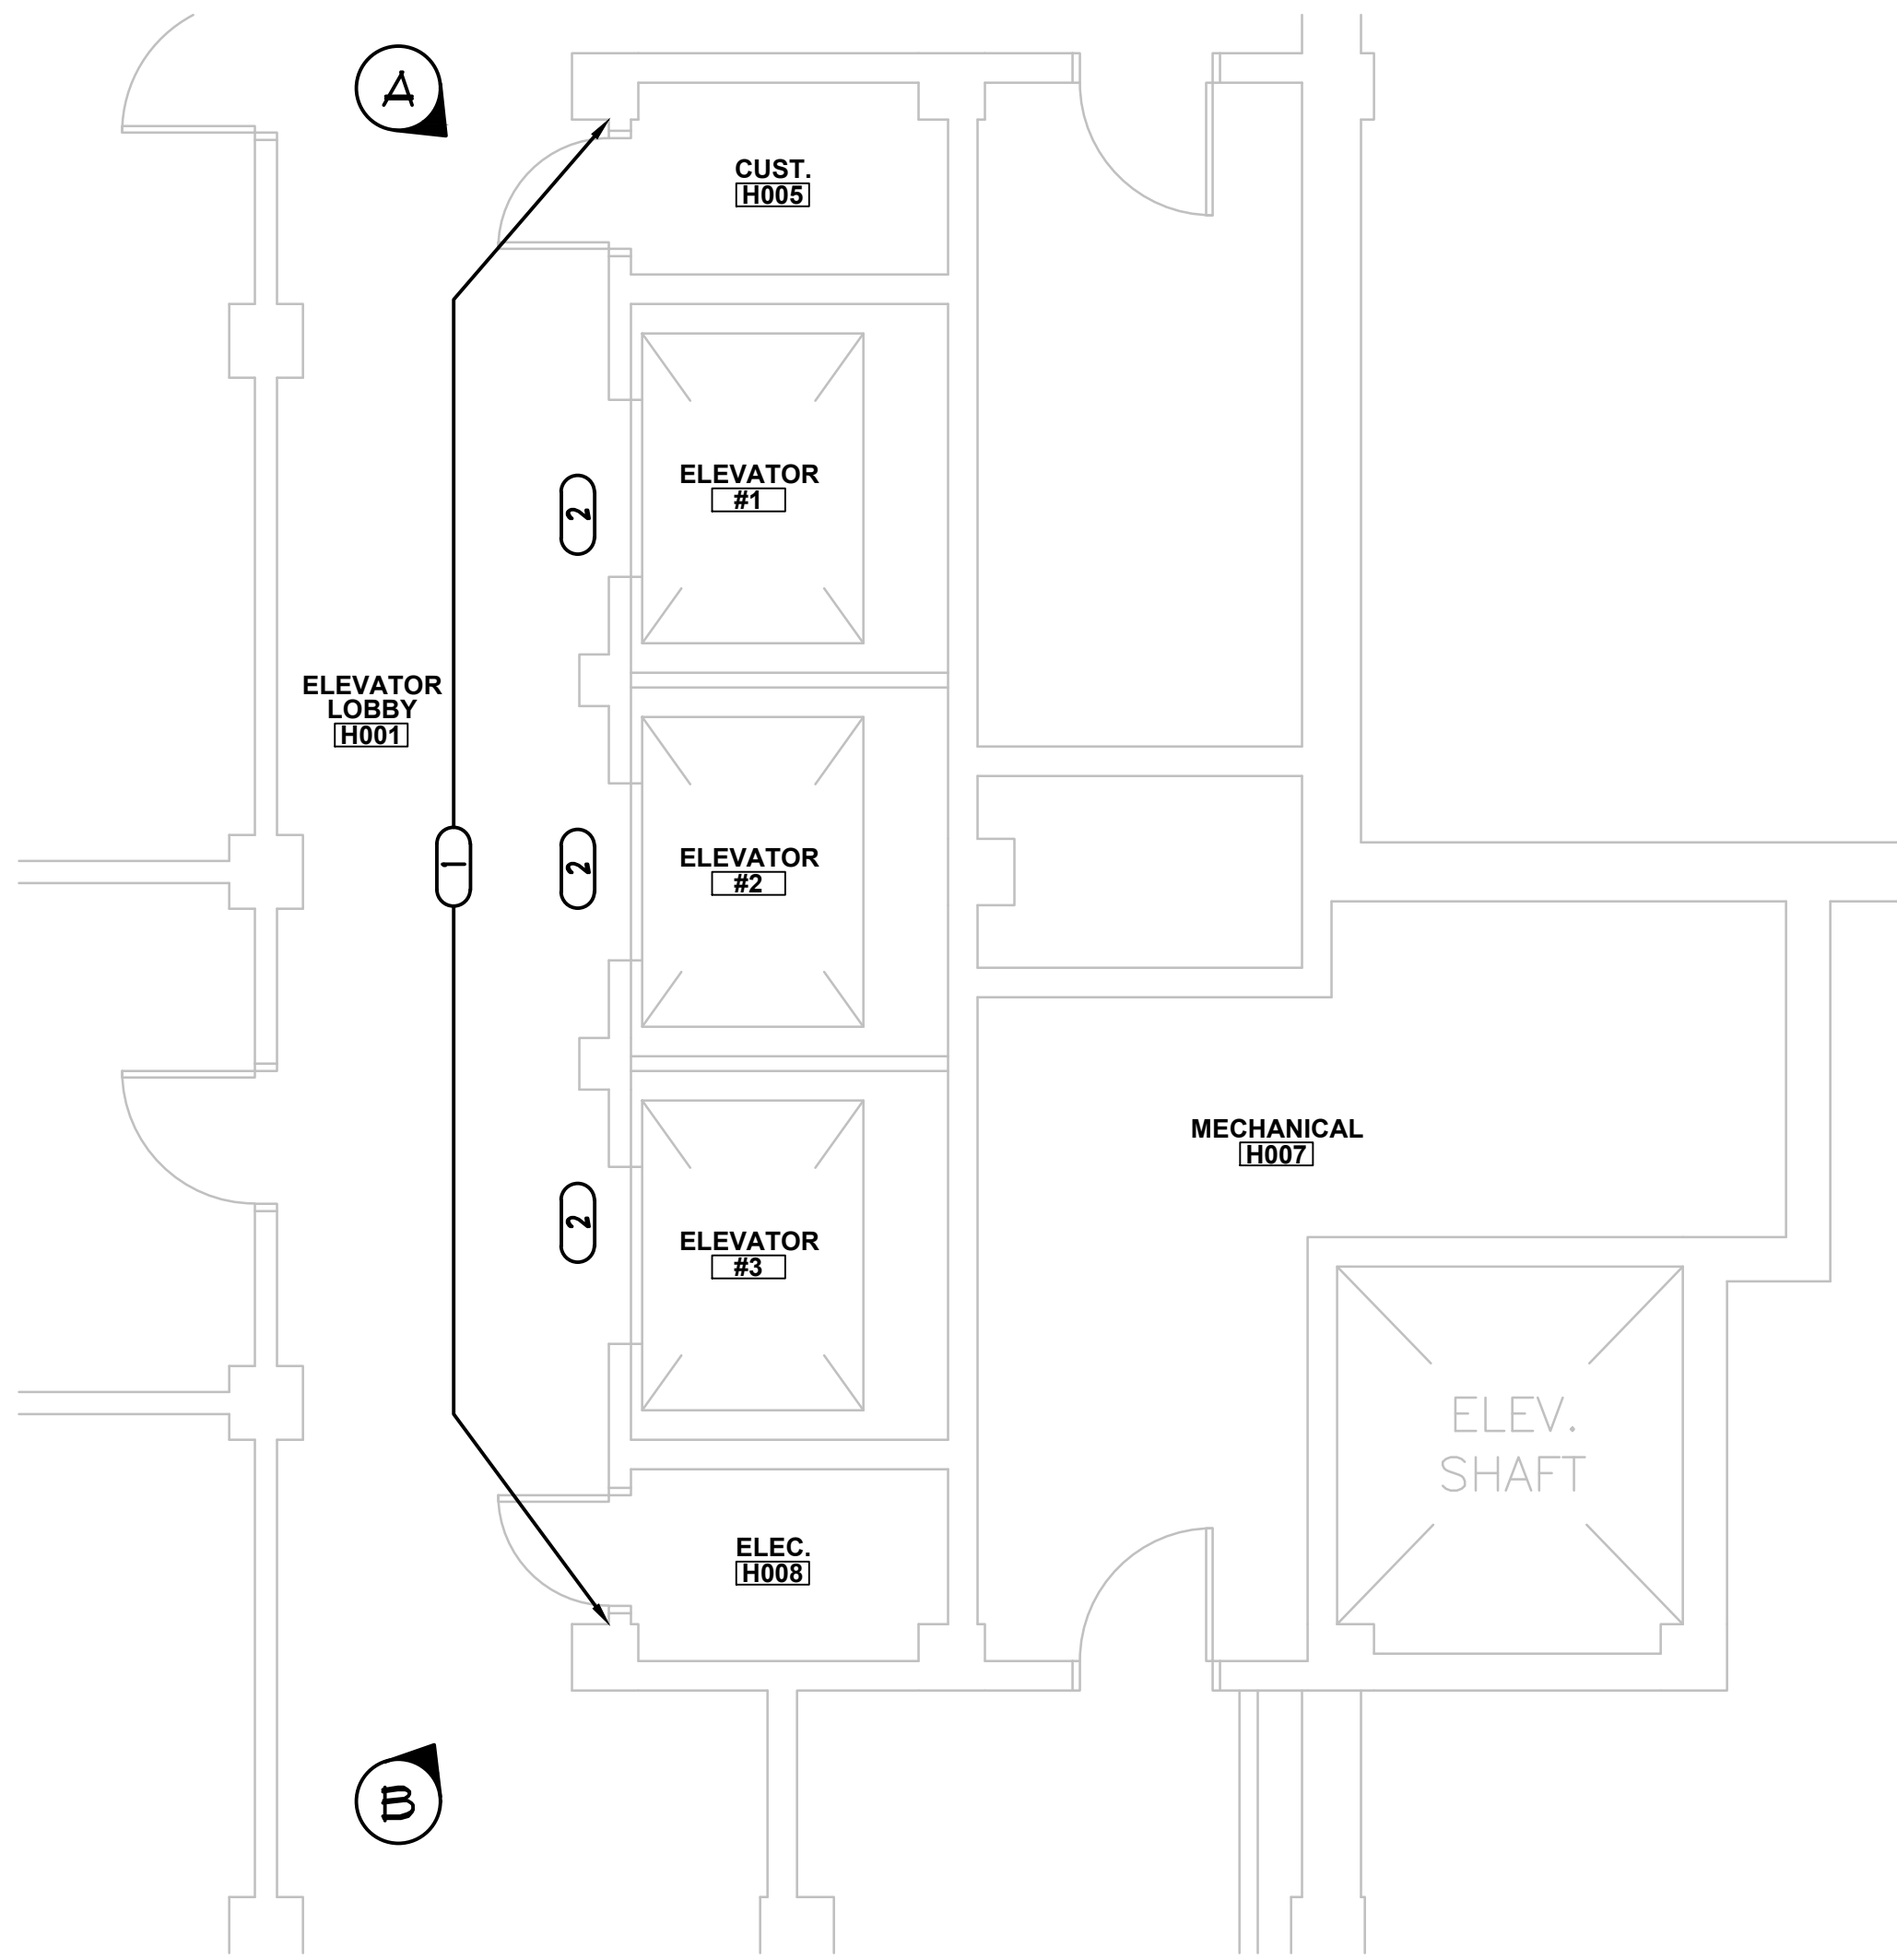 A
CUST.
H005
ELEVATOR
#1
2
ELEVATOR
LOBBY
H001
1
2
ELEVATOR
#2
MECHANICAL
H007
2
ELEVATOR
#3
ELEV.
SHAFT
ELEC.
H008
B